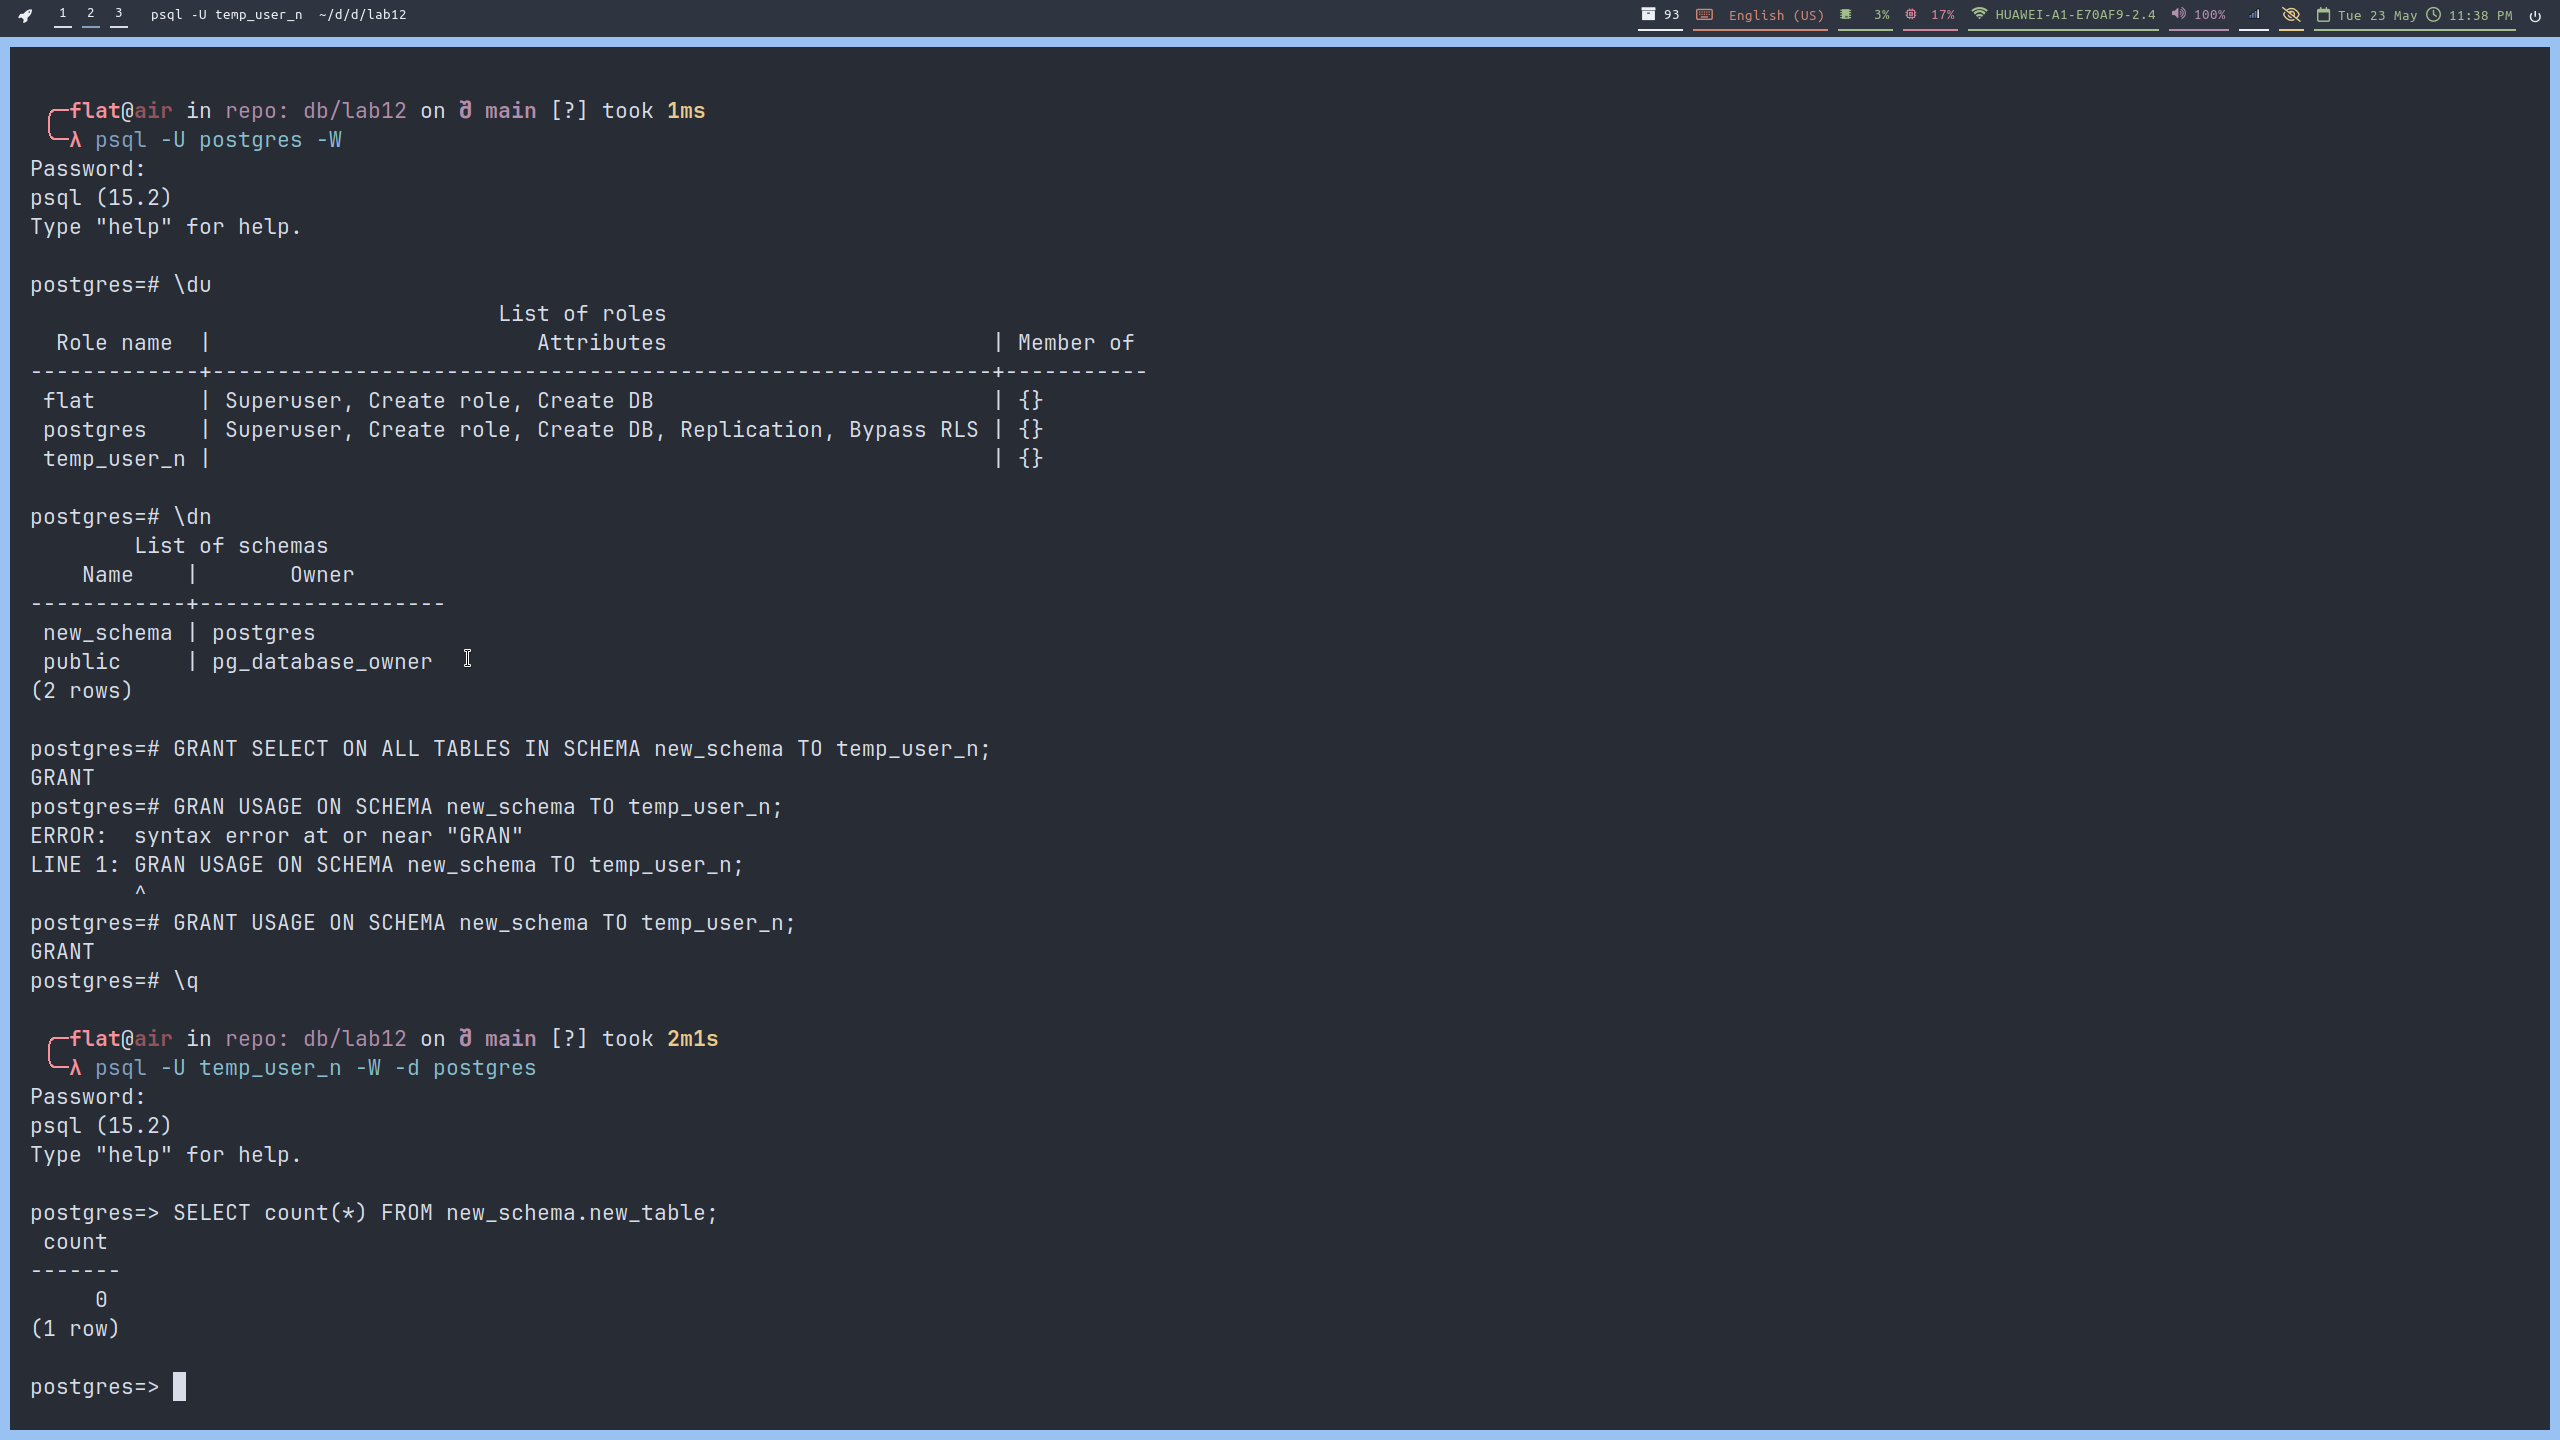 1 2 3 psql -U temp_user_n ~/d/d/lab12 93 English (US) 3% 17% HUAWEI-A1-E70AF9-2.4 100% Tue 23 May 11:38 PM
flat@air in repo: db/lab12 on main [?] took 1ms
λ psql -U postgres -W
Password:
psql (15.2)
Type "help" for help.
postgres=# \du
List of roles
Role name | Attributes | Member of
-------------+------------------------------------------------------------+-----------
flat | Superuser, Create role, Create DB | {}
postgres | Superuser, Create role, Create DB, Replication, Bypass RLS | {}
temp_user_n | | {}
postgres=# \dn
List of schemas
Name | Owner
------------+-------------------
new_schema | postgres
public | pg_database_owner
(2 rows)
postgres=# GRANT SELECT ON ALL TABLES IN SCHEMA new_schema TO temp_user_n;
GRANT
postgres=# GRAN USAGE ON SCHEMA new_schema TO temp_user_n;
ERROR:  syntax error at or near "GRAN"
LINE 1: GRAN USAGE ON SCHEMA new_schema TO temp_user_n;
^
postgres=# GRANT USAGE ON SCHEMA new_schema TO temp_user_n;
GRANT
postgres=# \q
flat@air in repo: db/lab12 on main [?] took 2m1s
λ psql -U temp_user_n -W -d postgres
Password:
psql (15.2)
Type "help" for help.
postgres=> SELECT count(*) FROM new_schema.new_table;
count
-------
0
(1 row)
postgres=>